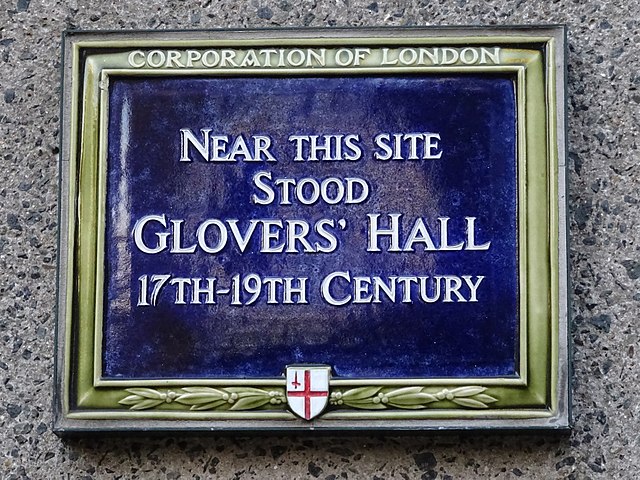 CORPORATION OF LONDON
NEAR THIS SITE
STOOD
GLOVERS' HALL
17TH-19TH CENTURY